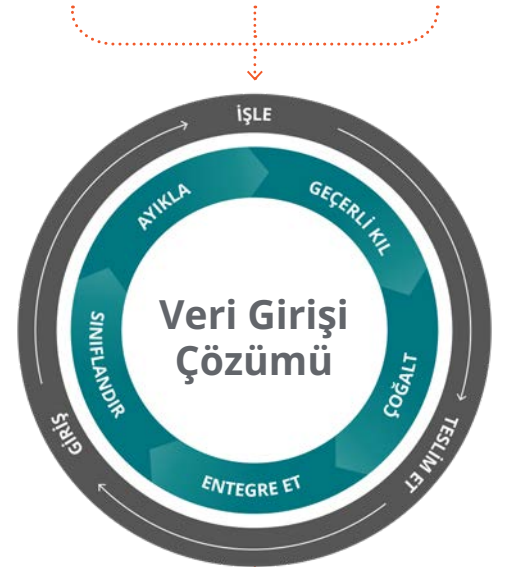 İŞLE
AYIKLA
GEÇERLİ KIL
Veri Girişi
Çözümü
SINIFLANDIR
ÇOĞALT
GİRİŞ
TESLİM ET
ENTEGRE ET